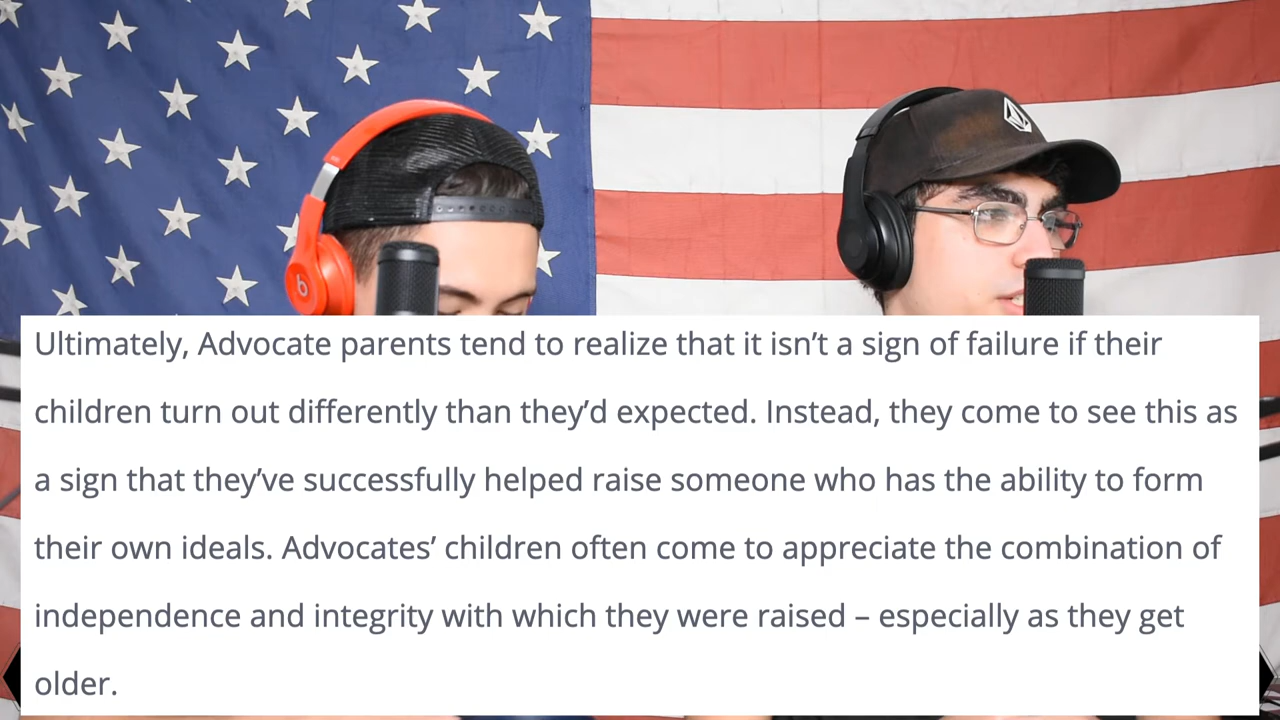 Ultimately, Advocate parents tend to realize that it isn’t a sign of failure if their
children turn out differently than they’d expected. Instead, they come to see this as
a sign that they’ve successfully helped raise someone who has the ability to form
their own ideals. Advocates’ children often come to appreciate the combination of
independence and integrity with which they were raised – especially as they get
older.